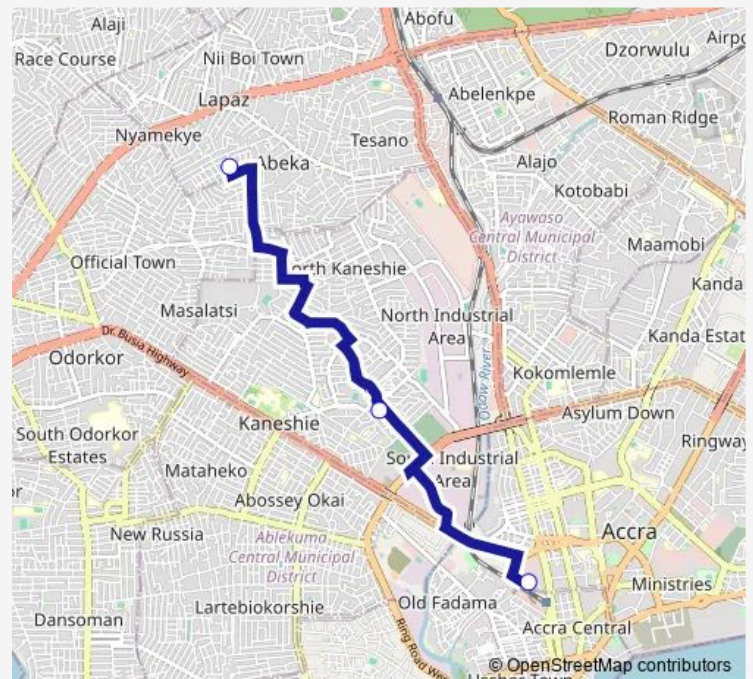 Alaji
Abofu
Race Course
Nii Boi Town
Dzorwulu
Lapaz
Abelenkpe
Nyamekye
Roman Ridge
Tesano
Abeka
Alajo
Kotobabi
Ayawaso
Central Municipal
District
Maamobi
Official Town
orth Kaneshie
Kanda
Masalatsi
North Industrial
Area
Dr. Busia Highway
Odaw River
Kanda Estat
Odorkor
Kokomlemle
Asylum Down
Kaneshie
South Odorkor
Estates
Ringway
So
Industrial
Area
Mataheko
Abossey Okai
New Russia
Accra
Ablekuma
Central Municipal
District
Ministries
Lartebiokorshie
Old Fadama
Dansoman
Accra Central
Ring Road Wes
© OpenStreetMap contributors